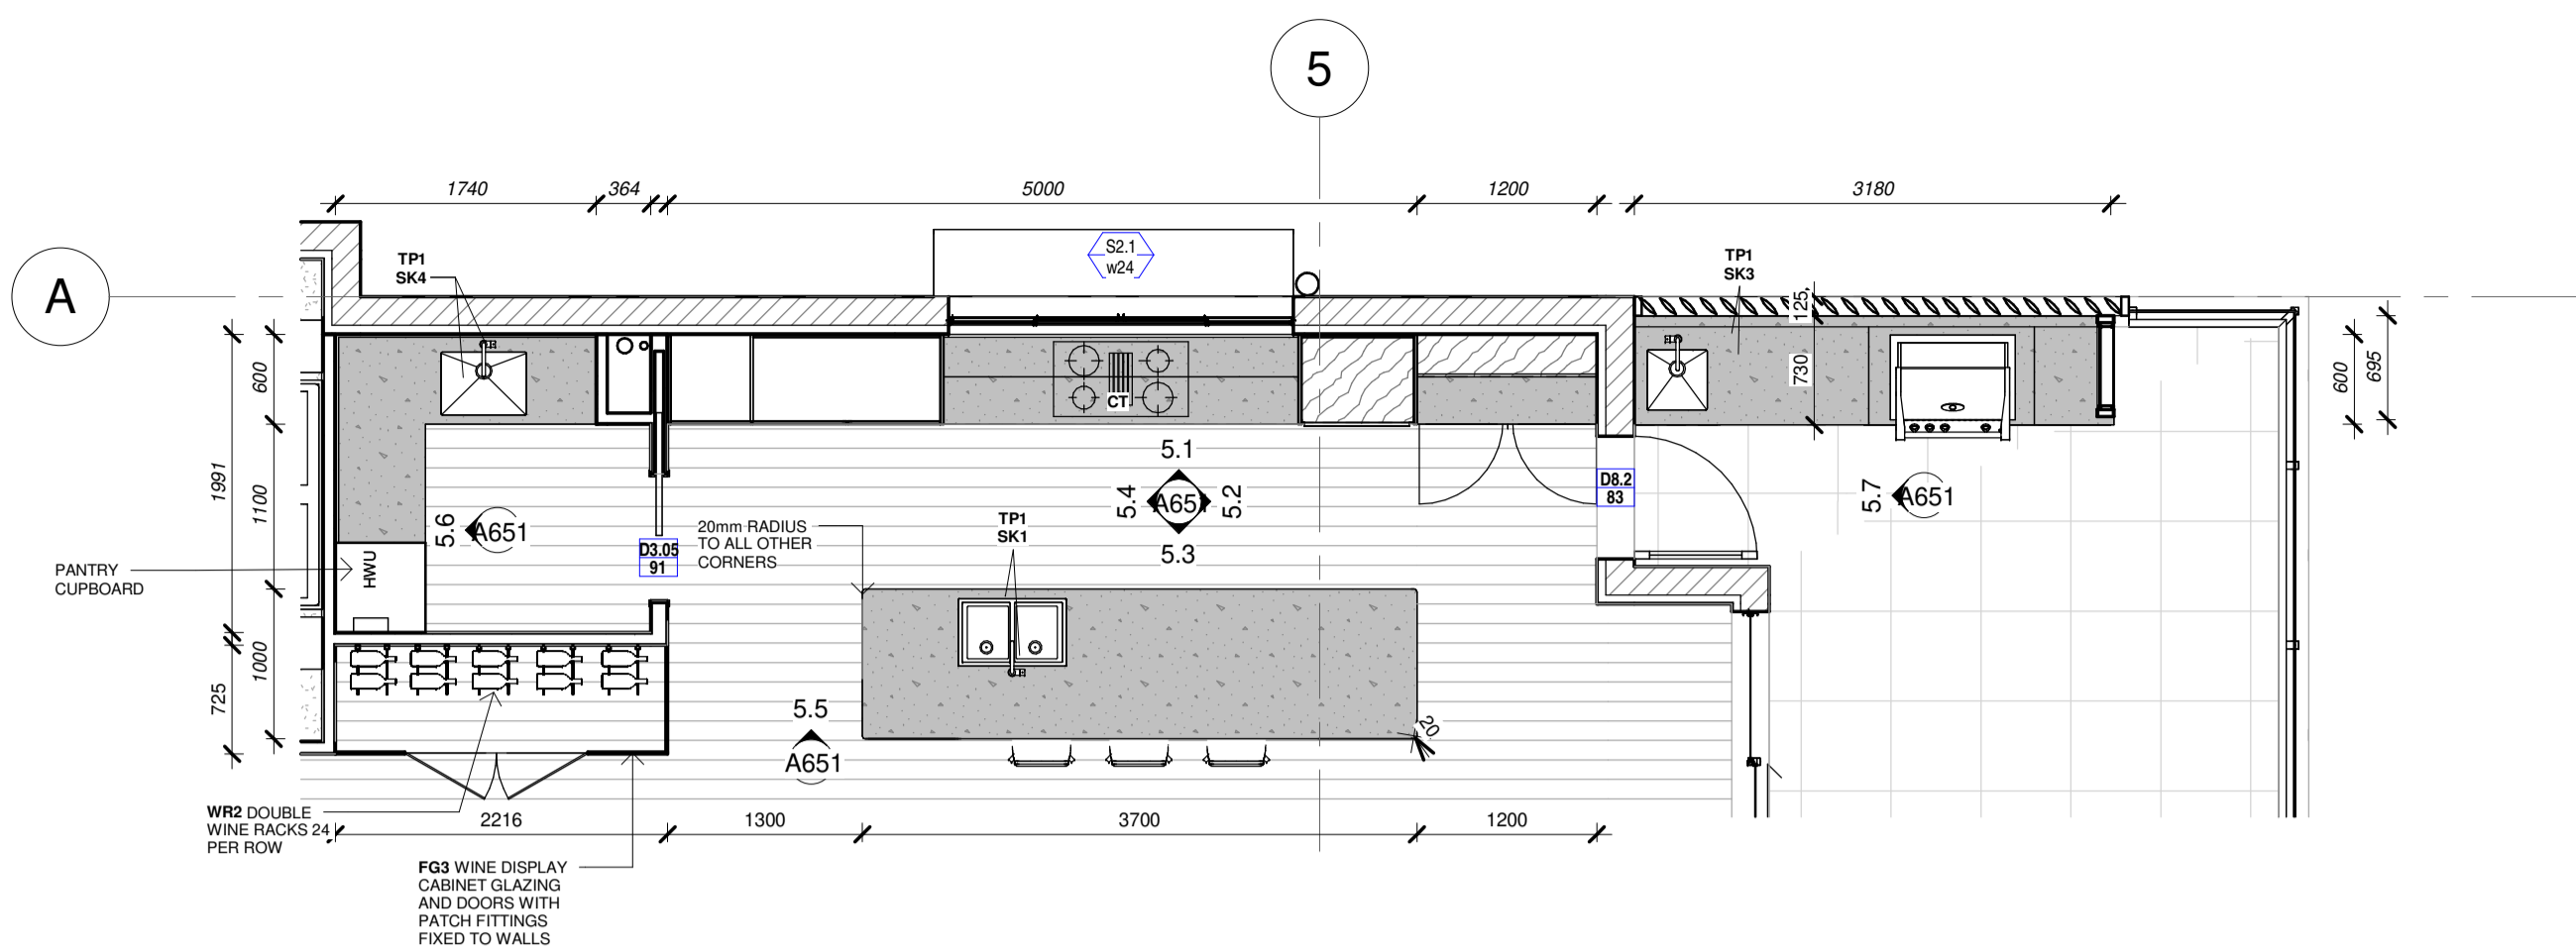 5
1740
364
5000
1200
3180
S2.1
w24
TP1
SK4
TP1
SK3
A
125
600
CT
730
600
695
5.1
1991
1100
5.4
A651
5.2
D8.2
83
5.7
A651
5.6
A651
20mm RADIUS
TO ALL OTHER
CORNERS
TP1
SK1
D3.05
91
5.3
PANTRY
CUPBOARD
HWU
1000
725
5.5
A651
20
WR2 DOUBLE
WINE RACKS 24
PER ROW
2216
1300
3700
1200
FG3 WINE DISPLAY
CABINET GLAZING
AND DOORS WITH
PATCH FITTINGS
FIXED TO WALLS